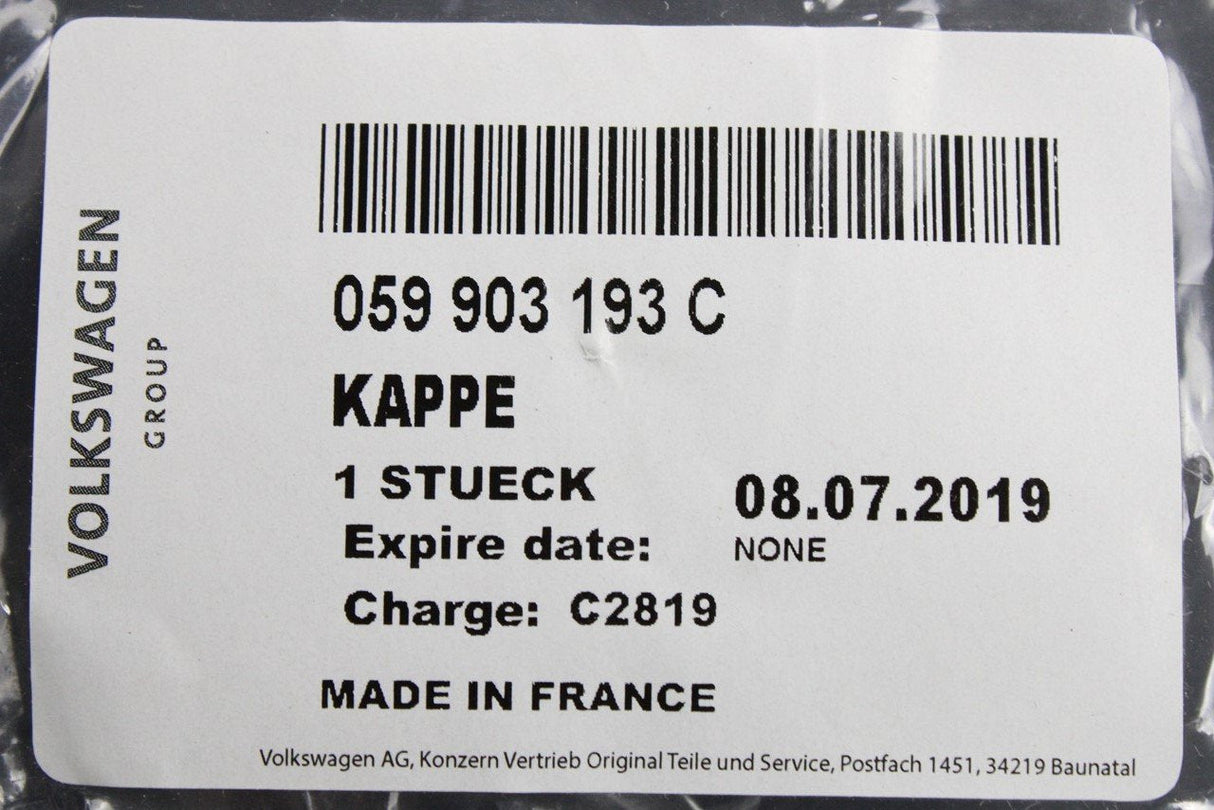 VOLKSWAGEN
GROUP
059 903 193 C
KAPPE
1 STUECK 08.07.2019
Expire date: NONE
Charge: C2819
MADE IN FRANCE
Volkswagen AG, Konzern Vertrieb Original Teile und Service, Postfach 1451, 34219 Baunatal